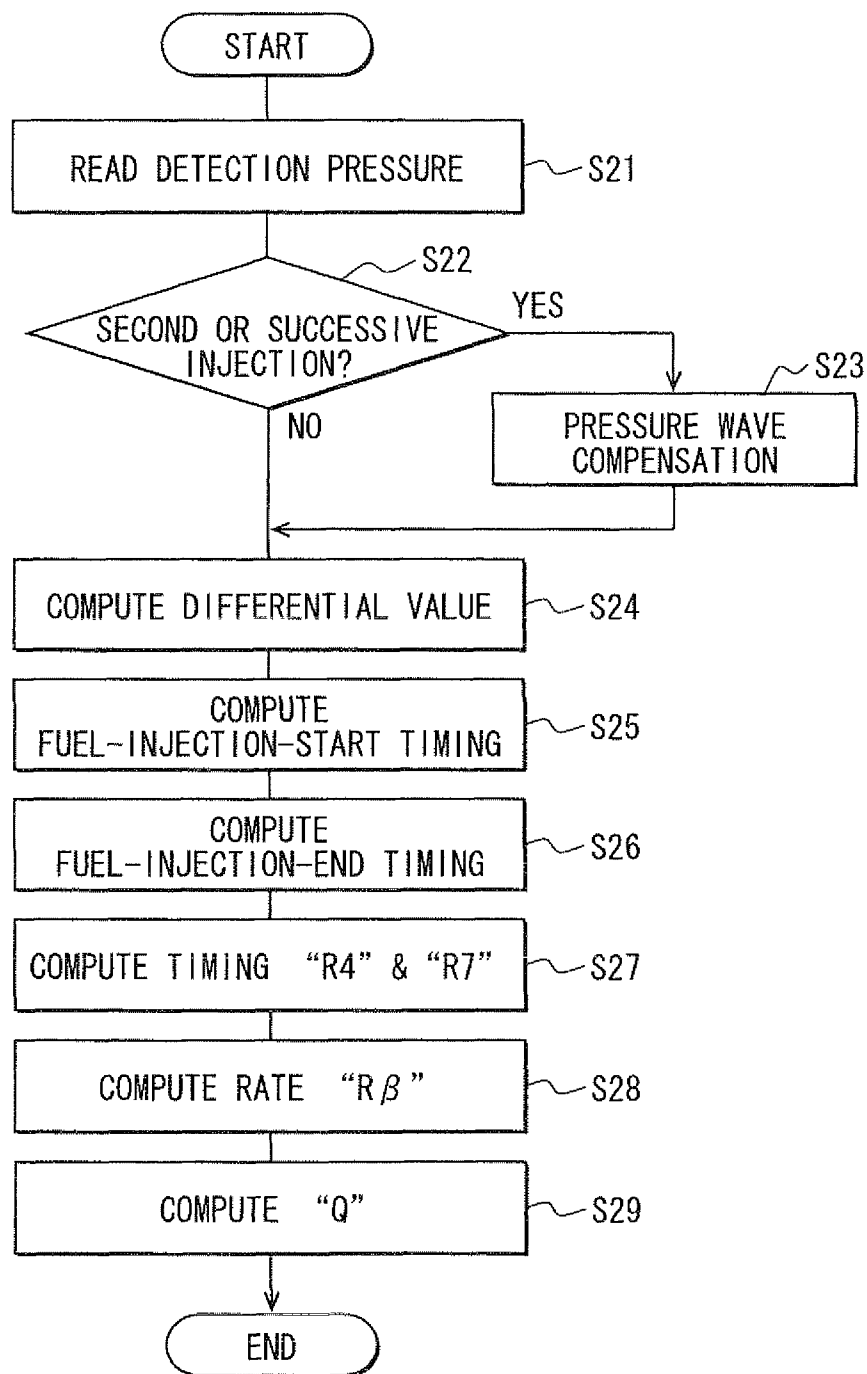 START
READ DETECTION PRESSURE
S21
S22
SECOND OR SUCCESSIVE
INJECTION?
YES
NO
S23
PRESSURE WAVE
COMPENSATION
COMPUTE DIFFERENTIAL VALUE
S24
COMPUTE
FUEL-INJECTION-START TIMING
S25
COMPUTE
FUEL-INJECTION-END TIMING
S26
COMPUTE TIMING “R4” & “R7”
S27
COMPUTE RATE “Rβ”
S28
COMPUTE “Q”
S29
END